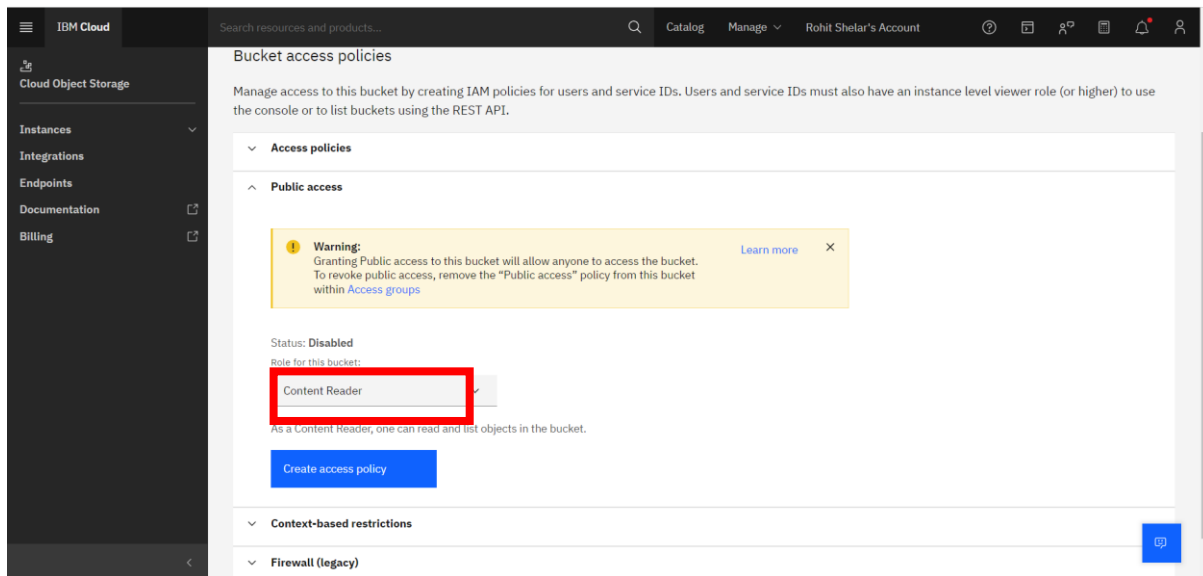 IBM Cloud
Search resources and products...
Catalog
Manage
Rohit Shelar's Account
Cloud Object Storage
Instances
Integrations
Endpoints
Documentation
Billing
Bucket access policies
Manage access to this bucket by creating IAM policies for users and service IDs. Users and service IDs must also have an instance level viewer role (or higher) to use
the console or to list buckets using the REST API.
Access policies
Public access
Warning:
Learn more
Granting Public access to this bucket will allow anyone to access the bucket.
To revoke public access, remove the “Public access” policy from this bucket
within Access groups
Status: Disabled
Role for this bucket:
Content Reader
As a Content Reader, one can read and list objects in the bucket.
Create access policy
Context-based restrictions
Firewall (legacy)